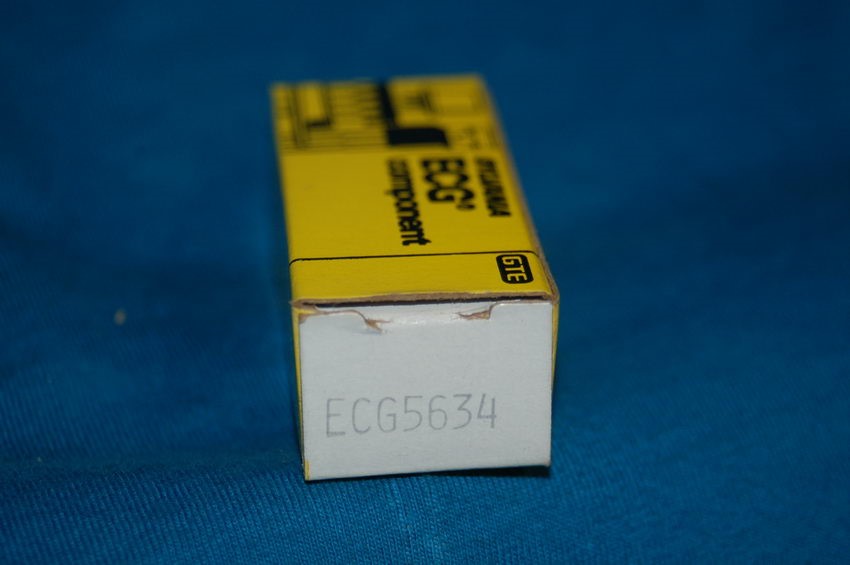 SYLVANIA
ECG®
component
GTE
ECG5634